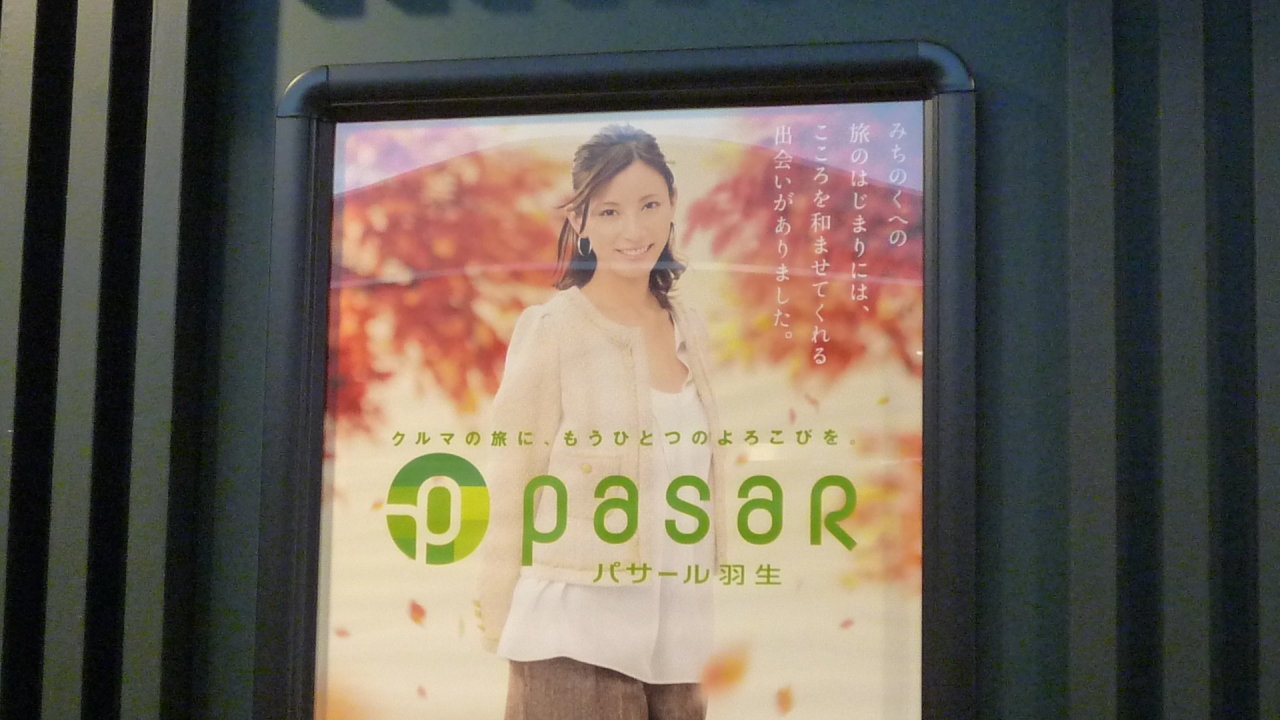 みちのくへの
旅のはじまりには、
こころを和ませてくれる
出会いがありました。
クルマの旅に、もうひとつのよろこびを。
pasaR
パサール羽生